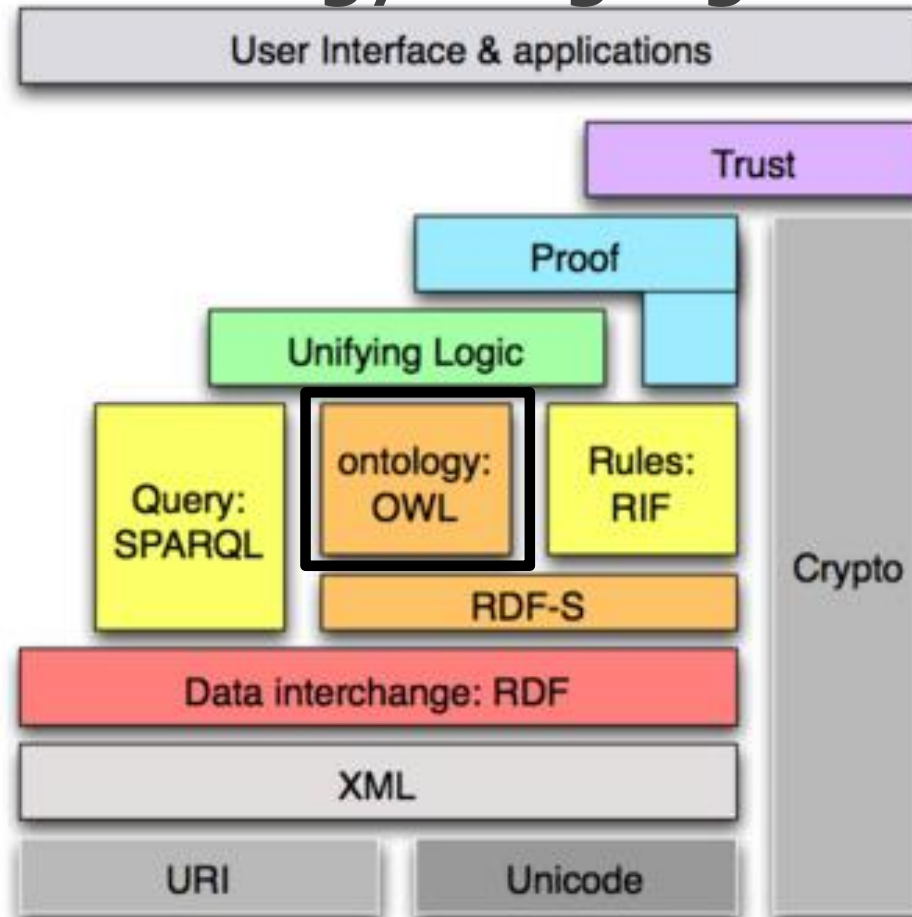 User Interface & applications
Trust
Proof
Unifying Logic
Query:
SPARQL
ontology:
OWL
Rules:
RIF
Crypto
RDF-S
Data interchange: RDF
XML
URI
Unicode